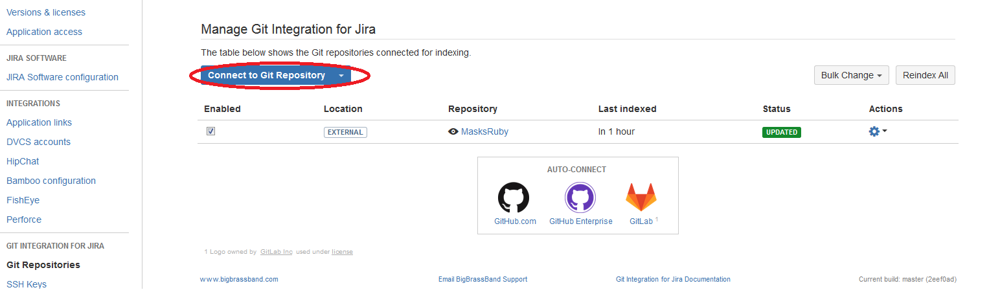 Versions & licenses
Application access
JIRA SOFTWARE
JIRA Software configuration
INTEGRATIONS
Application links
DVCS accounts
HipChat
Bamboo configuration
FishEye
Perforce
GIT INTEGRATION FOR JIRA
Git Repositories
SSH Keys
Manage Git Integration for Jira
The table below shows the Git repositories connected for indexing.
Connect to Git Repository Bulk Change Reindex All
Enabled Location Repository Last indexed Status Actions
EXTERNAL MasksRuby In 1 hour UPDATED
AUTO-CONNECT
GitHub.com GitHub Enterprise GitLab 1
1 Logo owned by GitLab Inc used under license
www.bigbrassband.com Email BigBrassBand Support Git Integration for Jira Documentation Current build: master (2eef0ad)